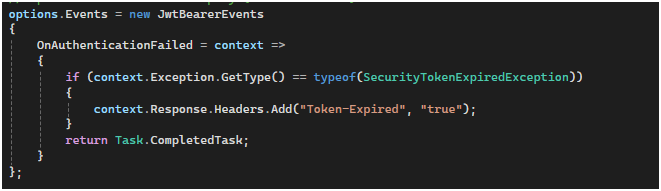 options.Events = new JwtBearerEvents
{
    OnAuthenticationFailed = context =>
    {
        if (context.Exception.GetType() == typeof(SecurityTokenExpiredException))
        {
            context.Response.Headers.Add("Token-Expired", "true");
        }
        return Task.CompletedTask;
    }
};